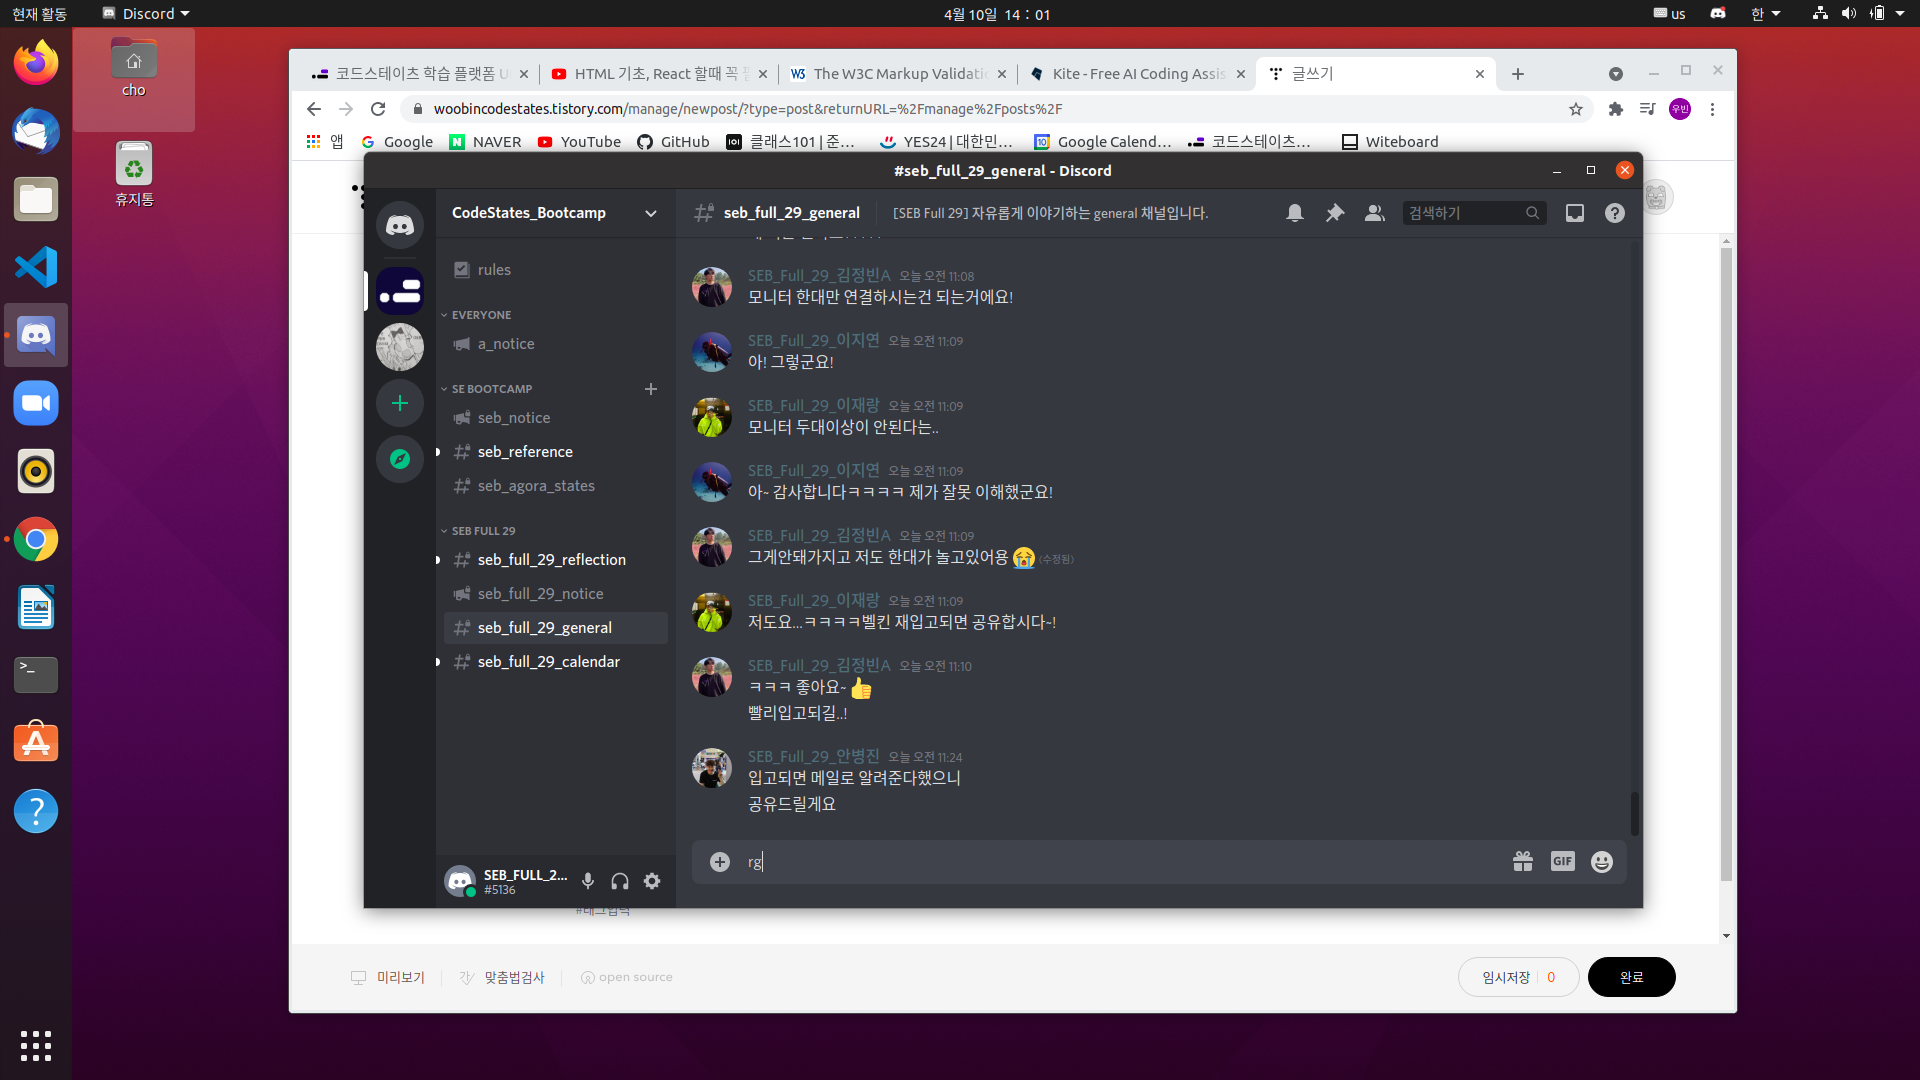 현재 활동
Discord
4월 10일 14 : 01
us
한
cho
휴지통
코드스테이츠 학습 플랫폼 U
HTML 기초, React 할때 꼭
The W3C Markup Validati
Kite - Free AI Coding Assis
글쓰기
woobincodestates.tistory.com/manage/newpost/?type=post&returnURL=%2Fmanage%2Fposts%2F
우빈
앱
Google
NAVER
YouTube
GitHub
클래스101 | 준...
YES24 | 대한민...
Google Calend...
코드스테이츠...
Witeboard
#seb_full_29_general - Discord
CodeStates_Bootcamp
seb_full_29_general
[SEB Full 29] 자유롭게 이야기하는 general 채널입니다.
검색하기
rules
EVERYONE
a_notice
SE BOOTCAMP
seb_notice
seb_reference
seb_agora_states
SEB FULL 29
seb_full_29_reflection
seb_full_29_notice
seb_full_29_general
seb_full_29_calendar
SEB_Full_29_김정빈A 오늘 오전 11:08
모니터 한대만 연결하시는건 되는거에요!
SEB_Full_29_이지연 오늘 오전 11:09
아! 그렇군요!
SEB_Full_29_이재랑 오늘 오전 11:09
모니터 두대이상이 안된다는..
SEB_Full_29_이지연 오늘 오전 11:09
아~ 감사합니다ㅋㅋㅋㅋ 제가 잘못 이해했군요!
SEB_Full_29_김정빈A 오늘 오전 11:09
그게안돼가지고 저도 한대가 놀고있어용 😭 (수정됨)
SEB_Full_29_이재랑 오늘 오전 11:09
저도요...ㅋㅋㅋㅋ벨킨 재입고되면 공유합시다~!
SEB_Full_29_김정빈A 오늘 오전 11:10
ㅋㅋㅋ 좋아요~ 👍
빨리입고되길..!
SEB_Full_29_안병진 오늘 오전 11:24
입고되면 메일로 알려준다했으니
공유드릴게요
rg
GIF
SEB_FULL_2...
#5136
#태그입력
미리보기
맞춤법검사
open source
임시저장 0
완료